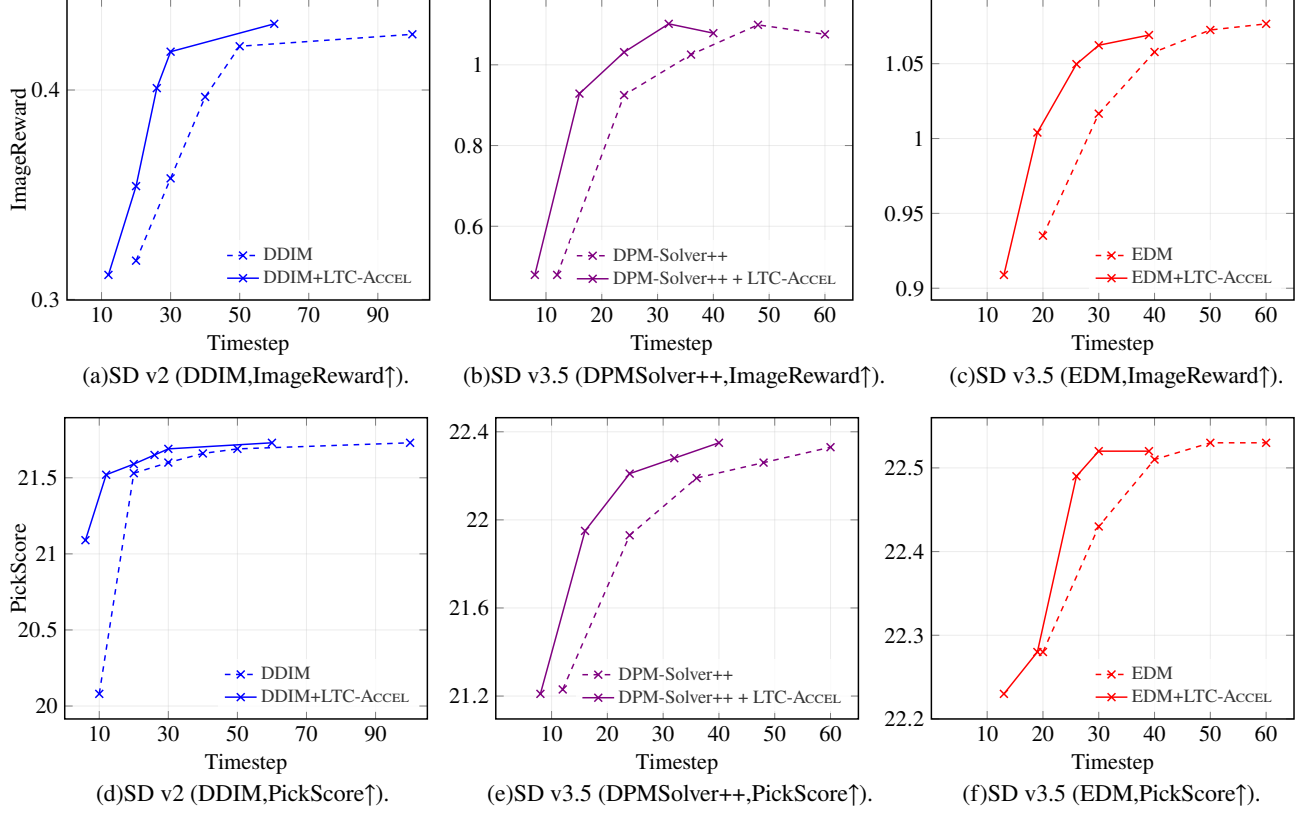 ImageReward
0.4
0.3
10 30 50 70 90
Timestep
DDIM
DDIM+LTC-ACCEL
(a)SD v2 (DDIM,ImageReward↑).
1
0.8
0.6
10 20 30 40 50 60
Timestep
DPM-Solver++
DPM-Solver++ + LTC-ACCEL
(b)SD v3.5 (DPMSolver++,ImageReward↑).
1.05
1
0.95
0.9
10 20 30 40 50 60
Timestep
EDM
EDM+LTC-ACCEL
(c)SD v3.5 (EDM,ImageReward↑).
PickScore
21.5
21
20.5
20
10 30 50 70 90
Timestep
DDIM
DDIM+LTC-ACCEL
(d)SD v2 (DDIM,PickScore↑).
22.4
22
21.6
21.2
10 20 30 40 50 60
Timestep
DPM-Solver++
DPM-Solver++ + LTC-ACCEL
(e)SD v3.5 (DPMSolver++,PickScore↑).
22.5
22.4
22.3
22.2
10 20 30 40 50 60
Timestep
EDM
EDM+LTC-ACCEL
(f)SD v3.5 (EDM,PickScore↑).